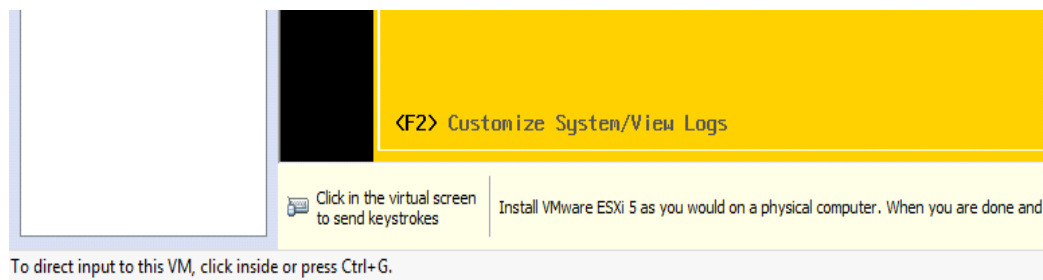 <F2> Customize System/View Logs
Click in the virtual screen
to send keystrokes
Install VMware ESXi 5 as you would on a physical computer. When you are done and
To direct input to this VM, click inside or press Ctrl+G.